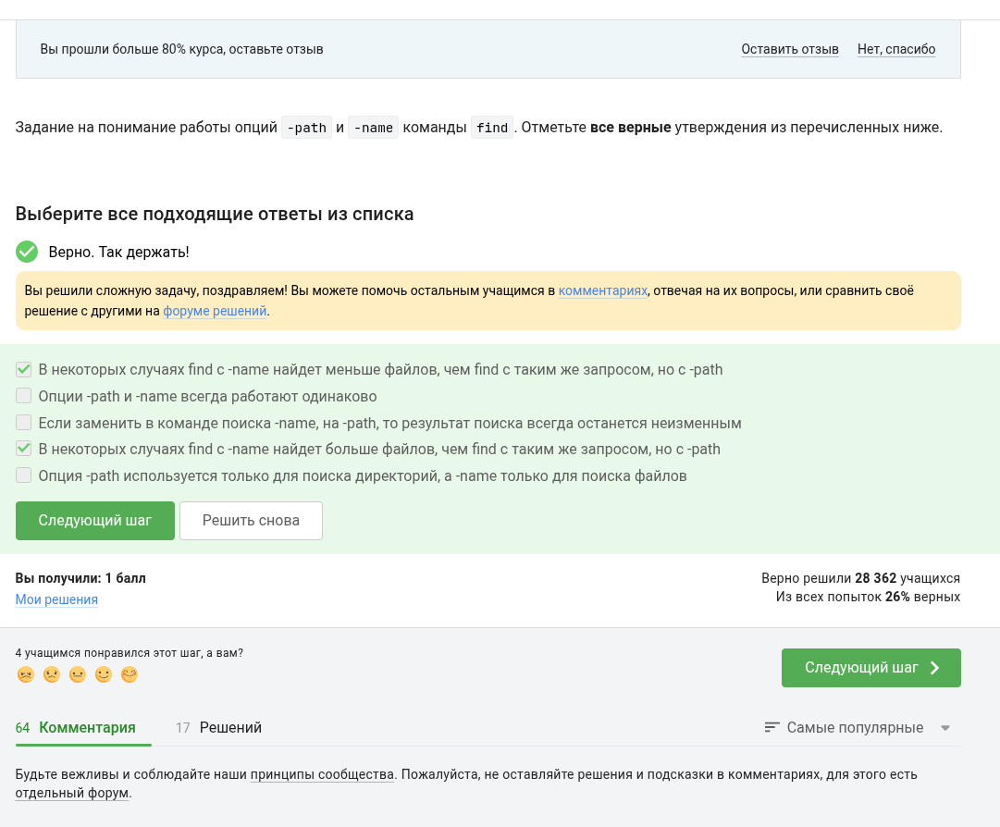 Вы прошли больше 80% курса, оставьте отзыв Оставить отзыв Нет, спасибо
Задание на понимание работы опций -path и -name команды find. Отметьте все верные утверждения из перечисленных ниже.
Выберите все подходящие ответы из списка
Верно. Так держать!
Вы решили сложную задачу, поздравляем! Вы можете помочь остальным учащимся в комментариях, отвечая на их вопросы, или сравнить своё
решение с другими на форуме решений.
В некоторых случаях find с -name найдет меньше файлов, чем find с таким же запросом, но с -path
Опции -path и -name всегда работают одинаково
Если заменить в команде поиска -name, на -path, то результат поиска всегда останется неизменным
В некоторых случаях find с -name найдет больше файлов, чем find с таким же запросом, но с -path
Опция -path используется только для поиска директорий, а -name только для поиска файлов
Следующий шаг Решить снова
Вы получили: 1 балл Верно решили 28 362 учащихся
Мои решения Из всех попыток 26% верных
4 учащимся понравился этот шаг, а вам?
Следующий шаг
64 Комментария 17 Решений Самые популярные
Будьте вежливы и соблюдайте наши принципы сообщества. Пожалуйста, не оставляйте решения и подсказки в комментариях, для этого есть
отдельный форум.